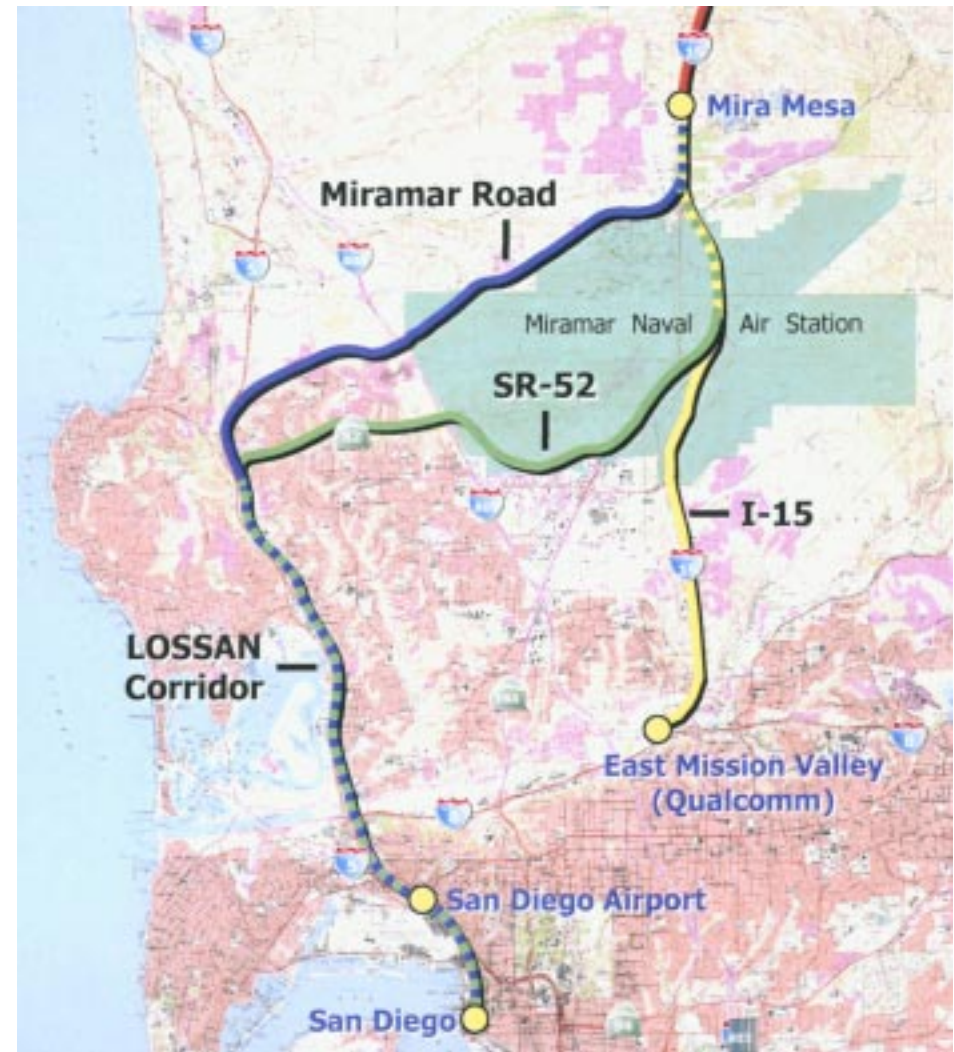 Mira Mesa
Miramar Road
Miramar Naval Air Station
SR-52
I-15
LOSSAN
Corridor
East Mission Valley
(Qualcomm)
San Diego Airport
San Diego